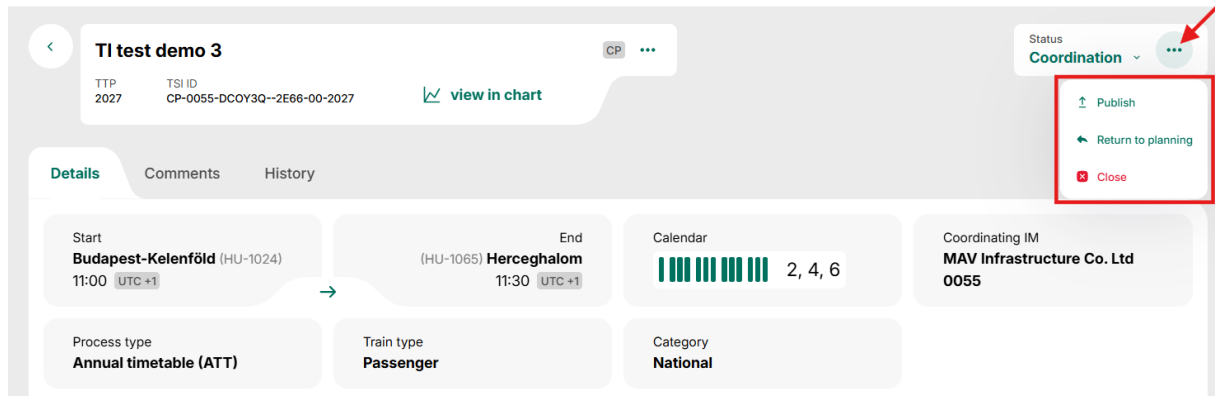 TI test demo 3
CP
TTP
2027
TSI ID
CP-0055-DCOY3Q--2E66-00-2027
view in chart
Status
Coordination
Publish
Return to planning
Close
Details
Comments
History
Start
Budapest-Kelenföld (HU-1024)
11:00 UTC +1
End
(HU-1065) Herceghalom
11:30 UTC +1
Calendar
2, 4, 6
Coordinating IM
MAV Infrastructure Co. Ltd
0055
Process type
Annual timetable (ATT)
Train type
Passenger
Category
National